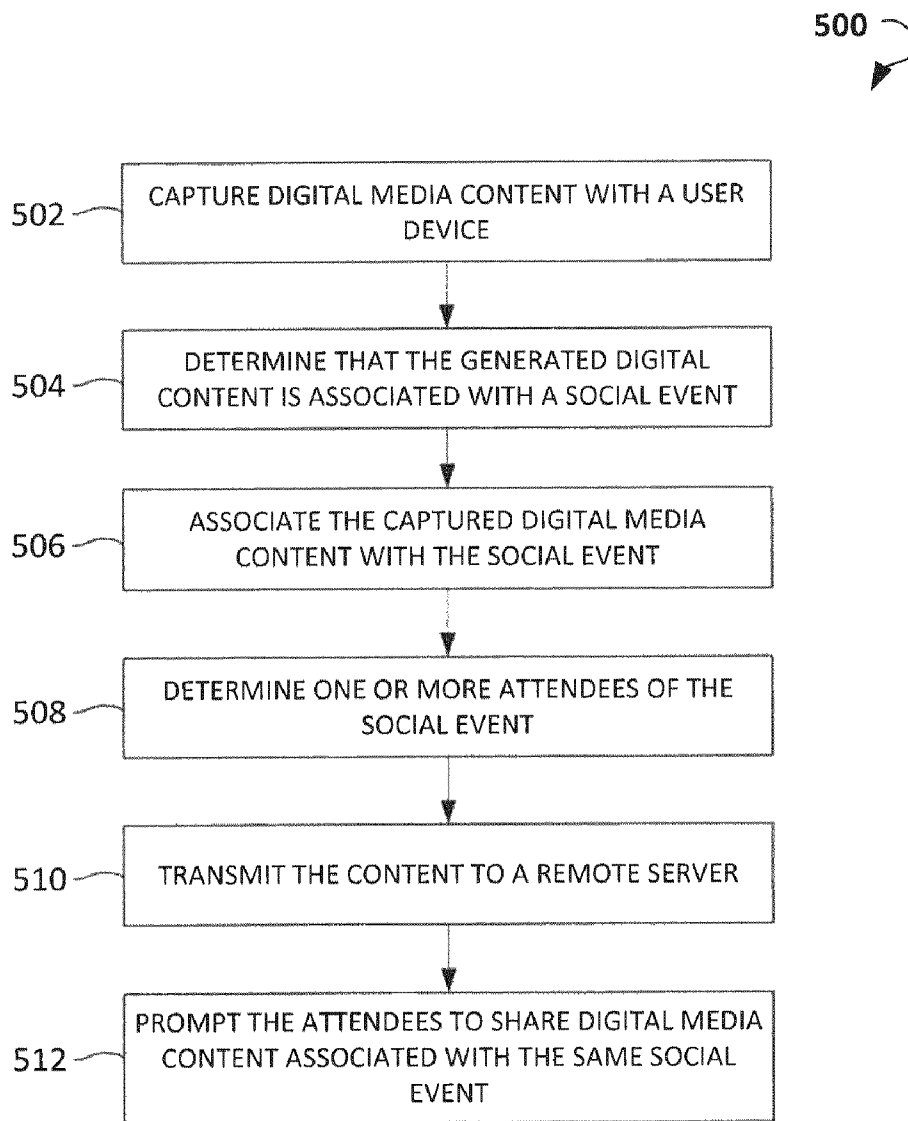 500
502
CAPTURE DIGITAL MEDIA CONTENT WITH A USER
DEVICE
504
DETERMINE THAT THE GENERATED DIGITAL
CONTENT IS ASSOCIATED WITH A SOCIAL EVENT
506
ASSOCIATE THE CAPTURED DIGITAL MEDIA
CONTENT WITH THE SOCIAL EVENT
508
DETERMINE ONE OR MORE ATTENDEES OF THE
SOCIAL EVENT
510
TRANSMIT THE CONTENT TO A REMOTE SERVER
512
PROMPT THE ATTENDEES TO SHARE DIGITAL MEDIA
CONTENT ASSOCIATED WITH THE SAME SOCIAL
EVENT